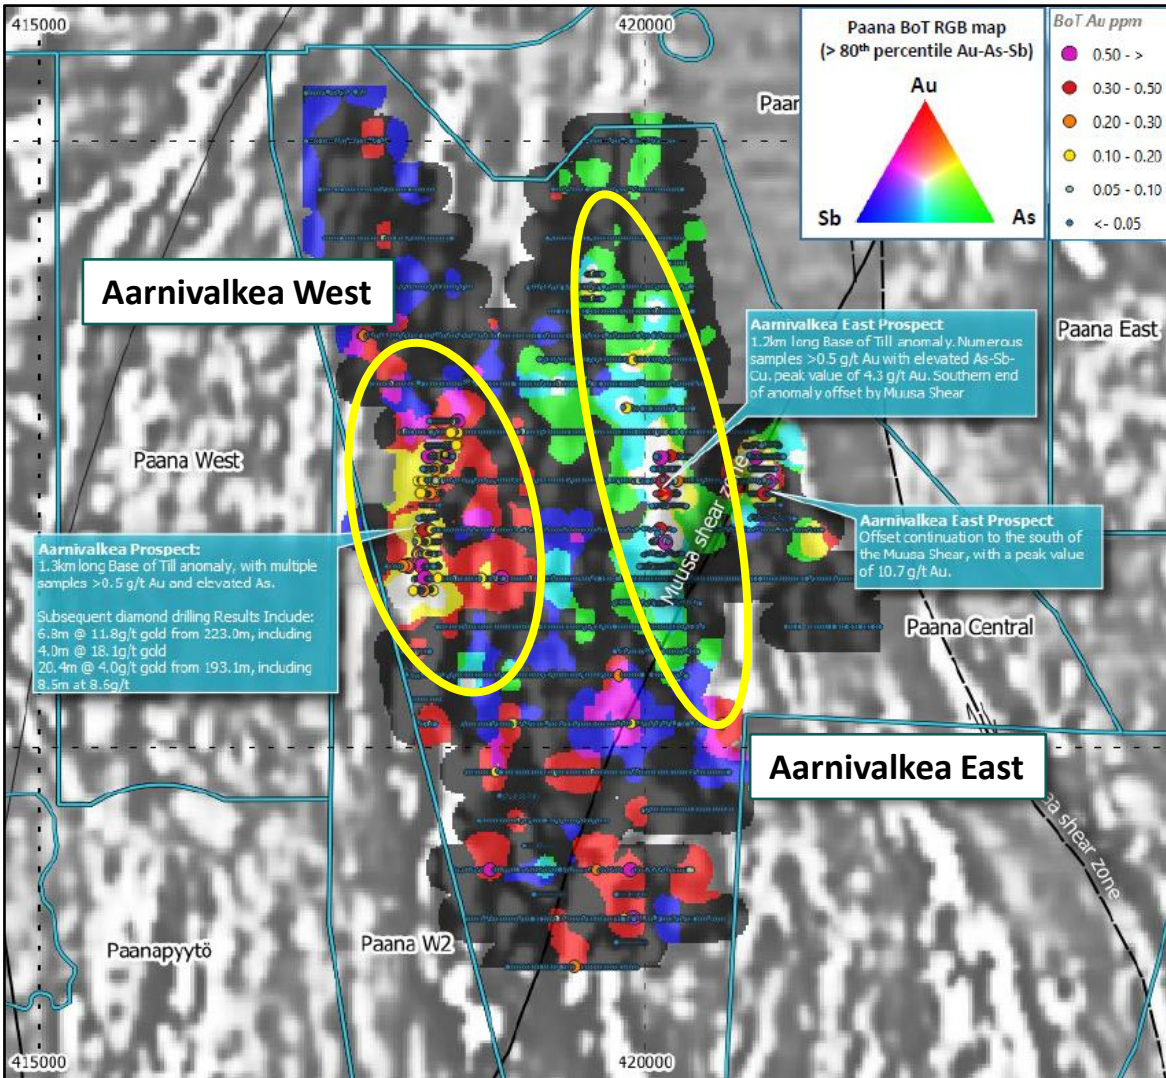 415000
420000
Paana BoT RGB map
(> 80th percentile Au-As-Sb)
Au
Sb
As
BoT Au ppm
0.50 - >
0.30 - 0.50
0.20 - 0.30
0.10 - 0.20
0.05 - 0.10
<- 0.05
Paar
Aarnivalkea West
Aarnivalkea East Prospect
1.2km long Base of Till anomaly. Numerous
samples >0.5 g/t Au with elevated As-Sb-
Cu. peak value of 4.3 g/t Au. Southern end
of anomaly offset by Muusa Shear
Paana East
Paana West
Muusa shear zone
Aarnivalkea East Prospect
Offset continuation to the south of
the Muusa Shear, with a peak value
of 10.7 g/t Au.
Aarnivalkea Prospect:
1.3km long Base of Till anomaly, with multiple
samples >0.5 g/t Au and elevated As.
Subsequent diamond drilling Results Include:
6.8m @ 11.8g/t gold from 223.0m, including
4.0m @ 18.1g/t gold
20.4m @ 4.0g/t gold from 193.1m, including
8.5m at 8.6g/t
Paana Central
Aarnivalkea East
aa shear zone
Paanapyytö
Paana W2
415000
420000